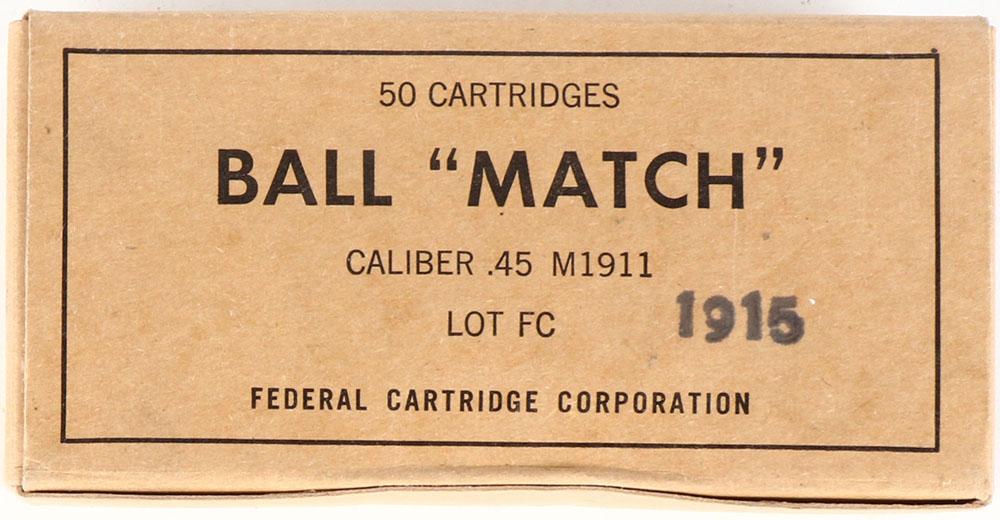 50 CARTRIDGES
BALL “MATCH”
CALIBER .45 M1911
LOT FC 1915
FEDERAL CARTRIDGE CORPORATION